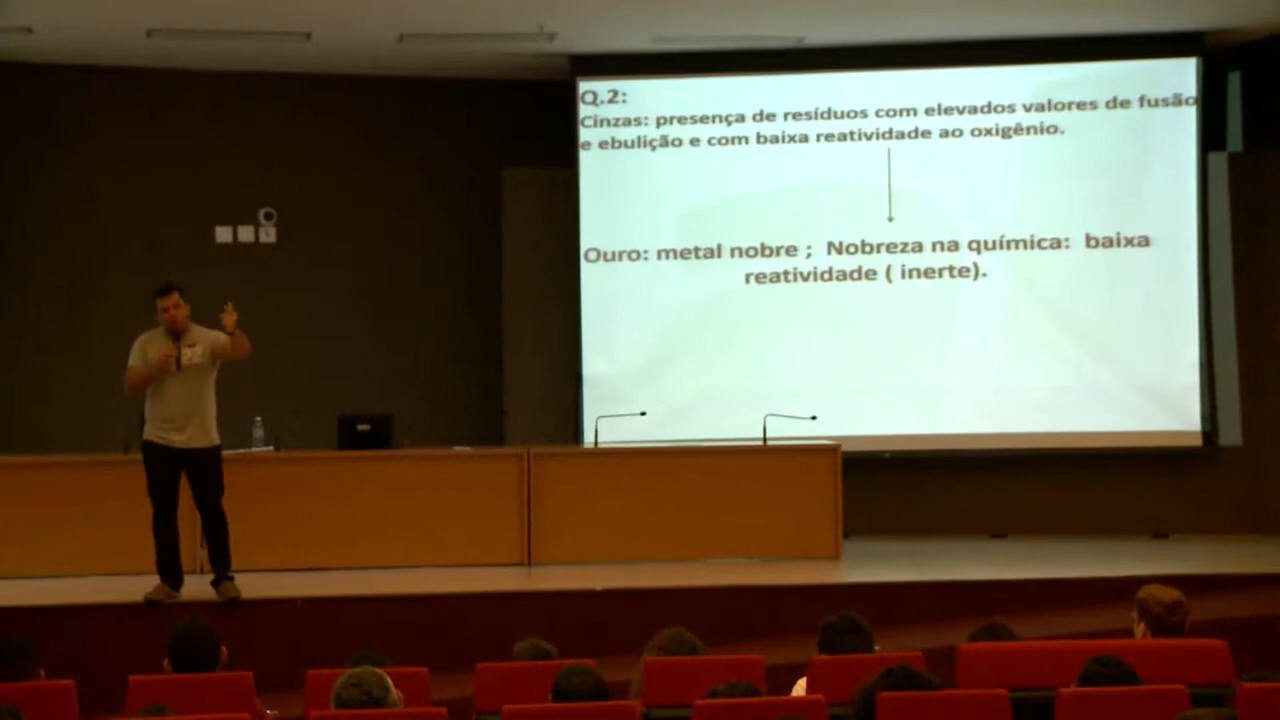 Q.2:
Cinzas: presença de resíduos com elevados valores de fusão
e ebulição e com baixa reatividade ao oxigênio.
Ouro: metal nobre ; Nobreza na química: baixa
reatividade ( inerte).